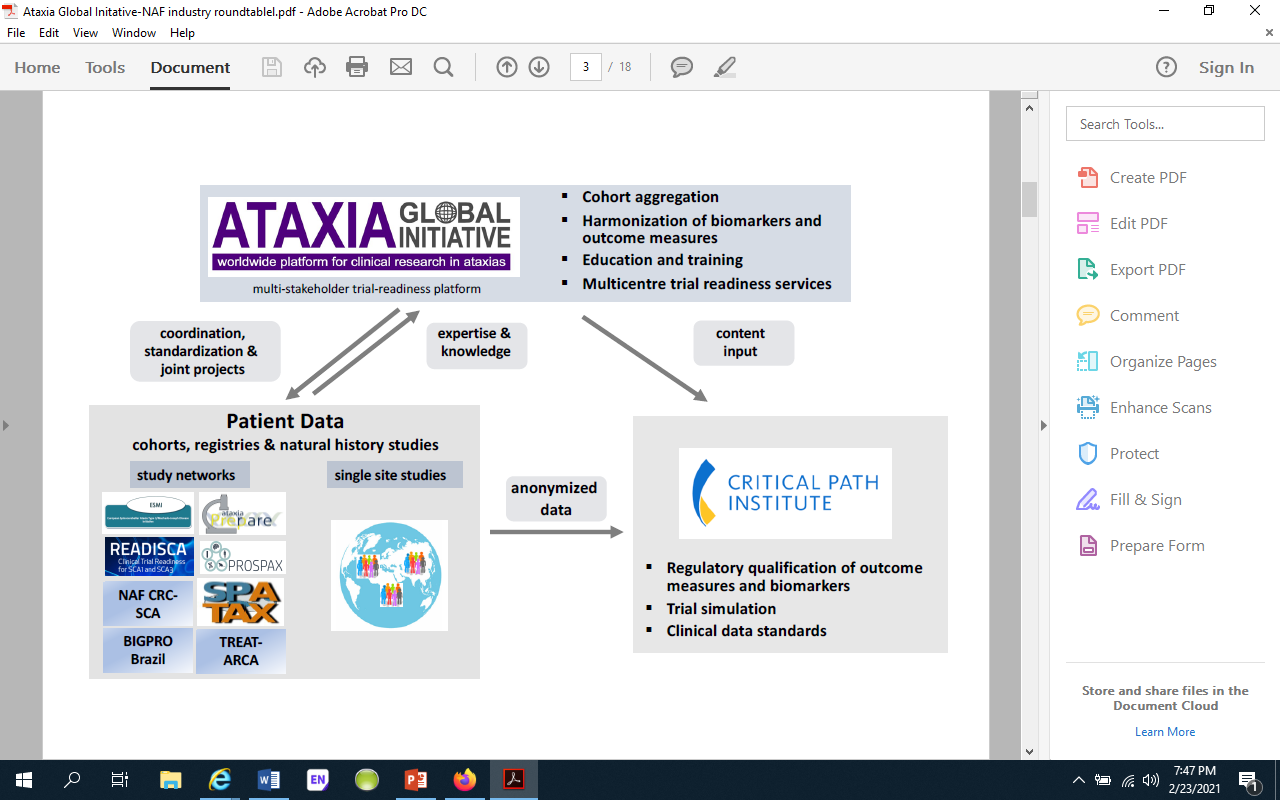 Ataxia Global Initative-NAF industry roundtablel.pdf - Adobe Acrobat Pro DC
File Edit View Window Help
Home Tools Document 3 / 18 Sign In
ATAXIA GLOBAL INITIATIVE
worldwide platform for clinical research in ataxias
multi-stakeholder trial-readiness platform
▪ Cohort aggregation
▪ Harmonization of biomarkers and
outcome measures
▪ Education and training
▪ Multicentre trial readiness services
coordination,
standardization &
joint projects
expertise &
knowledge
content
input
Patient Data
cohorts, registries & natural history studies
study networks
single site studies
ESMI
ataxia
Prepare
READISCA
Clinical Trial Readiness
for SCA1 and SCA3
PROSPAX
NAF CRC-
SCA
SPA
TAX
BIGPRO
Brazil
TREAT-
ARCA
anonymized
data
CRITICAL PATH
INSTITUTE
▪ Regulatory qualification of outcome
measures and biomarkers
▪ Trial simulation
▪ Clinical data standards
Search Tools...
Create PDF
Edit PDF
Export PDF
Comment
Organize Pages
Enhance Scans
Protect
Fill & Sign
Prepare Form
Store and share files in the
Document Cloud
Learn More
EN
7:47 PM
2/23/2021
1